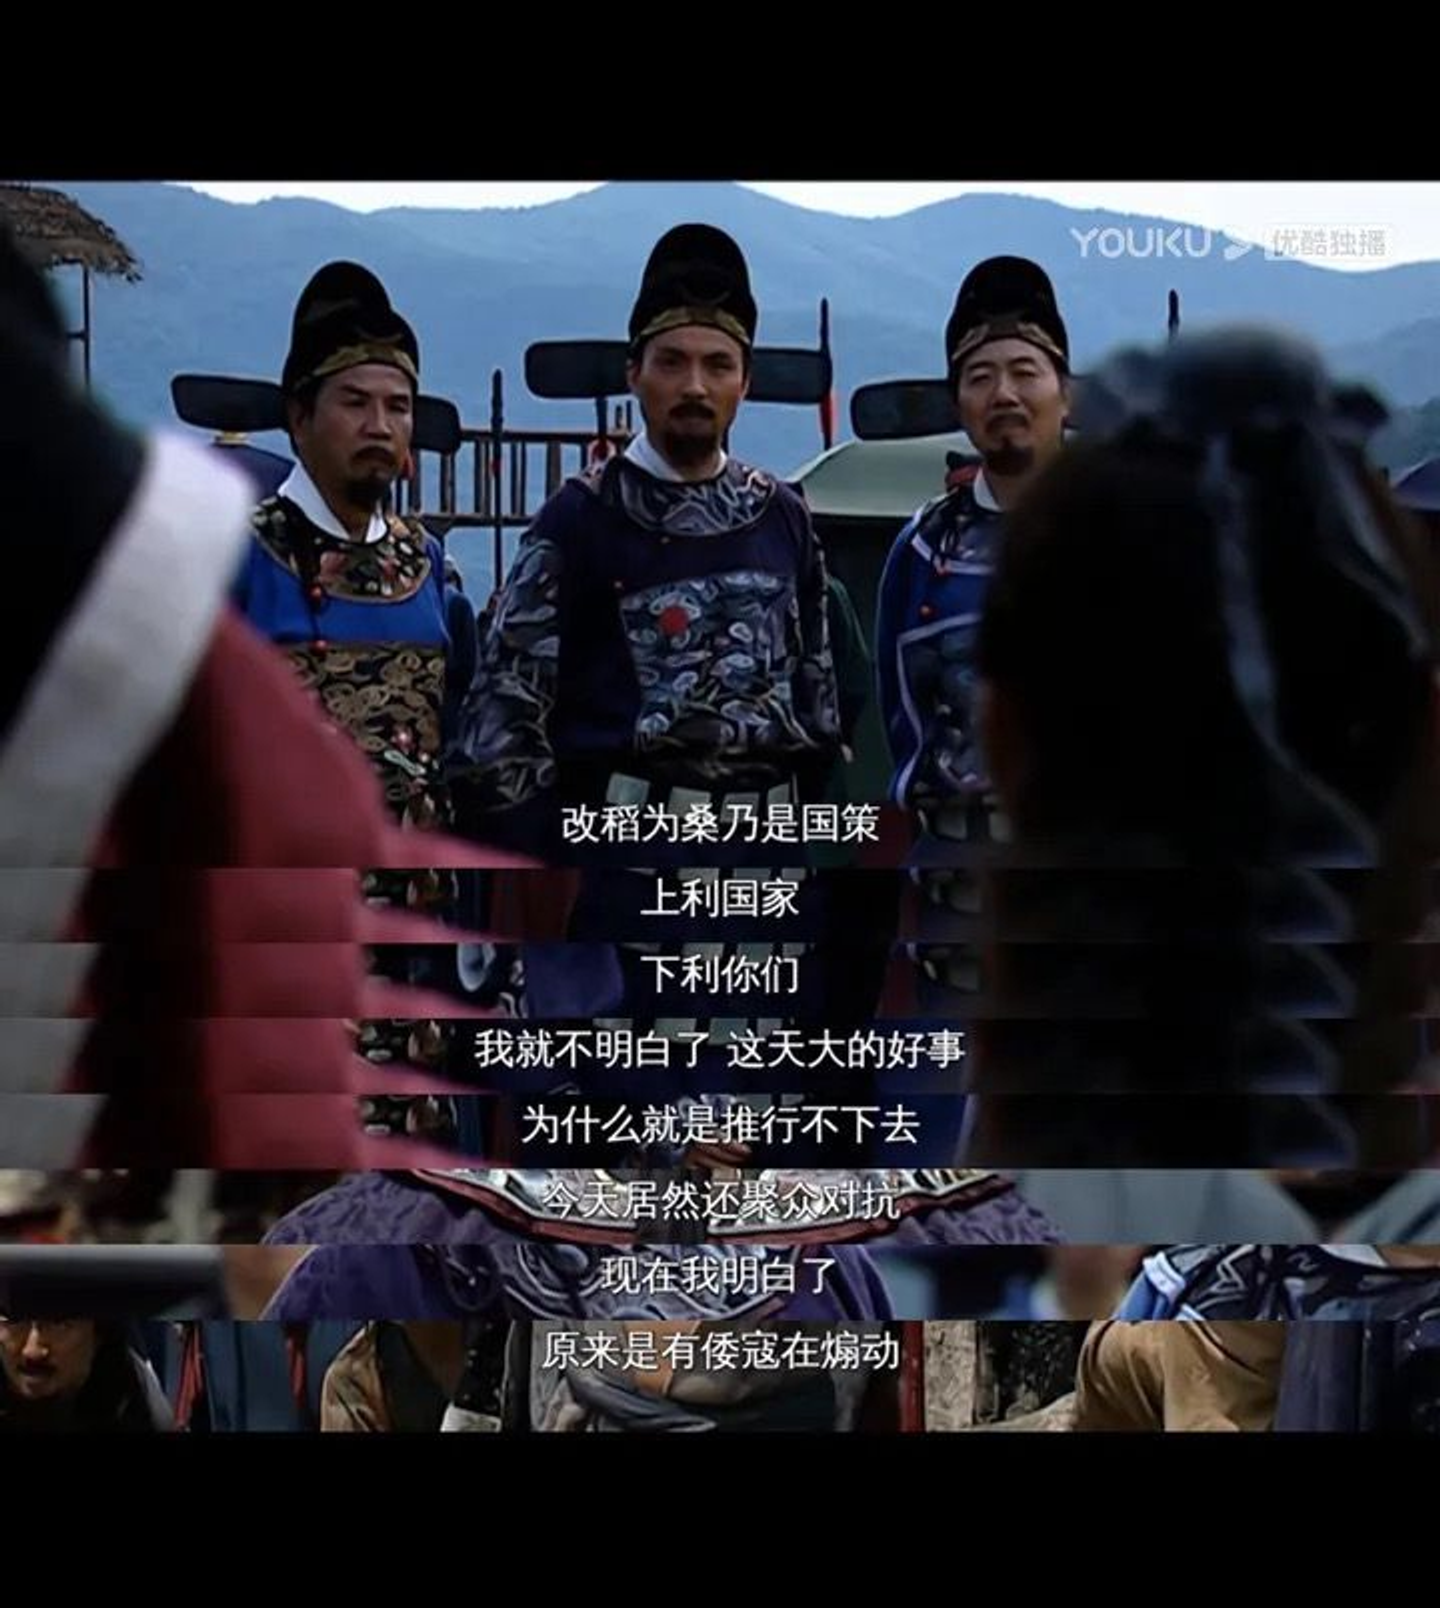 YOUKU 优酷独播
改稻为桑乃是国策
上利国家
下利你们
我就不明白了 这天大的好事
为什么就是推行不下去
今天居然还聚众对抗
现在我明白了
原来是有倭寇在煽动